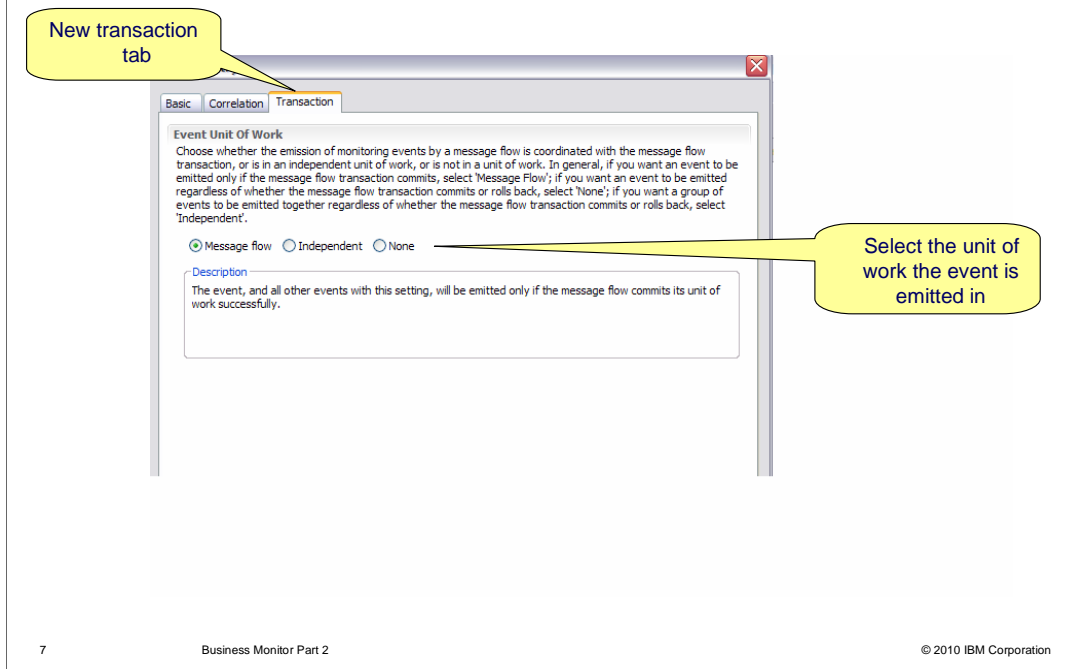 New transaction
tab
Basic
Correlation
Transaction
Event Unit Of Work
Choose whether the emission of monitoring events by a message flow is coordinated with the message flow
transaction, or is in an independent unit of work, or is not in a unit of work. In general, if you want an event to be
emitted only if the message flow transaction commits, select 'Message Flow'; if you want an event to be emitted
regardless of whether the message flow transaction commits or rolls back, select 'None'; if you want a group of
events to be emitted together regardless of whether the message flow transaction commits or rolls back, select
'Independent'.
Message flow
Independent
None
Select the unit of
work the event is
emitted in
Description
The event, and all other events with this setting, will be emitted only if the message flow commits its unit of
work successfully.
7
Business Monitor Part 2
© 2010 IBM Corporation